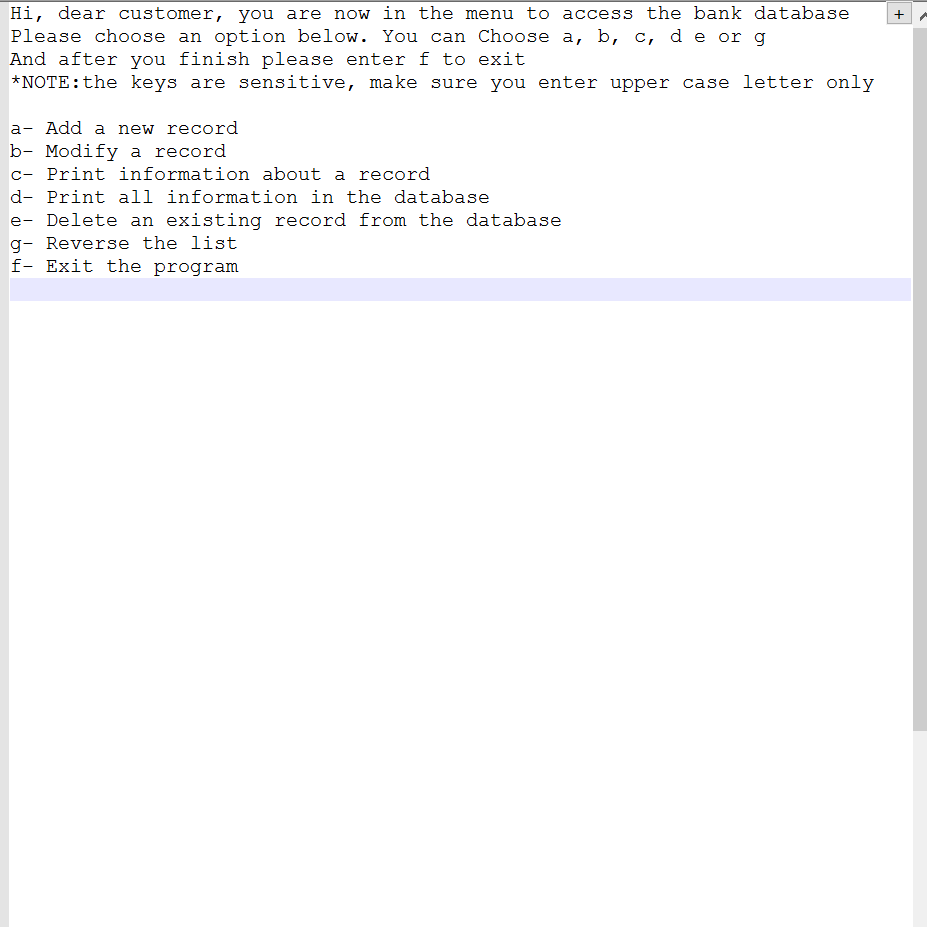 Hi, dear customer, you are now in the menu to access the bank database
Please choose an option below. You can Choose a, b, c, d e or g
And after you finish please enter f to exit
*NOTE:the keys are sensitive, make sure you enter upper case letter only
a- Add a new record
b- Modify a record
c- Print information about a record
d- Print all information in the database
e- Delete an existing record from the database
g- Reverse the list
f- Exit the program